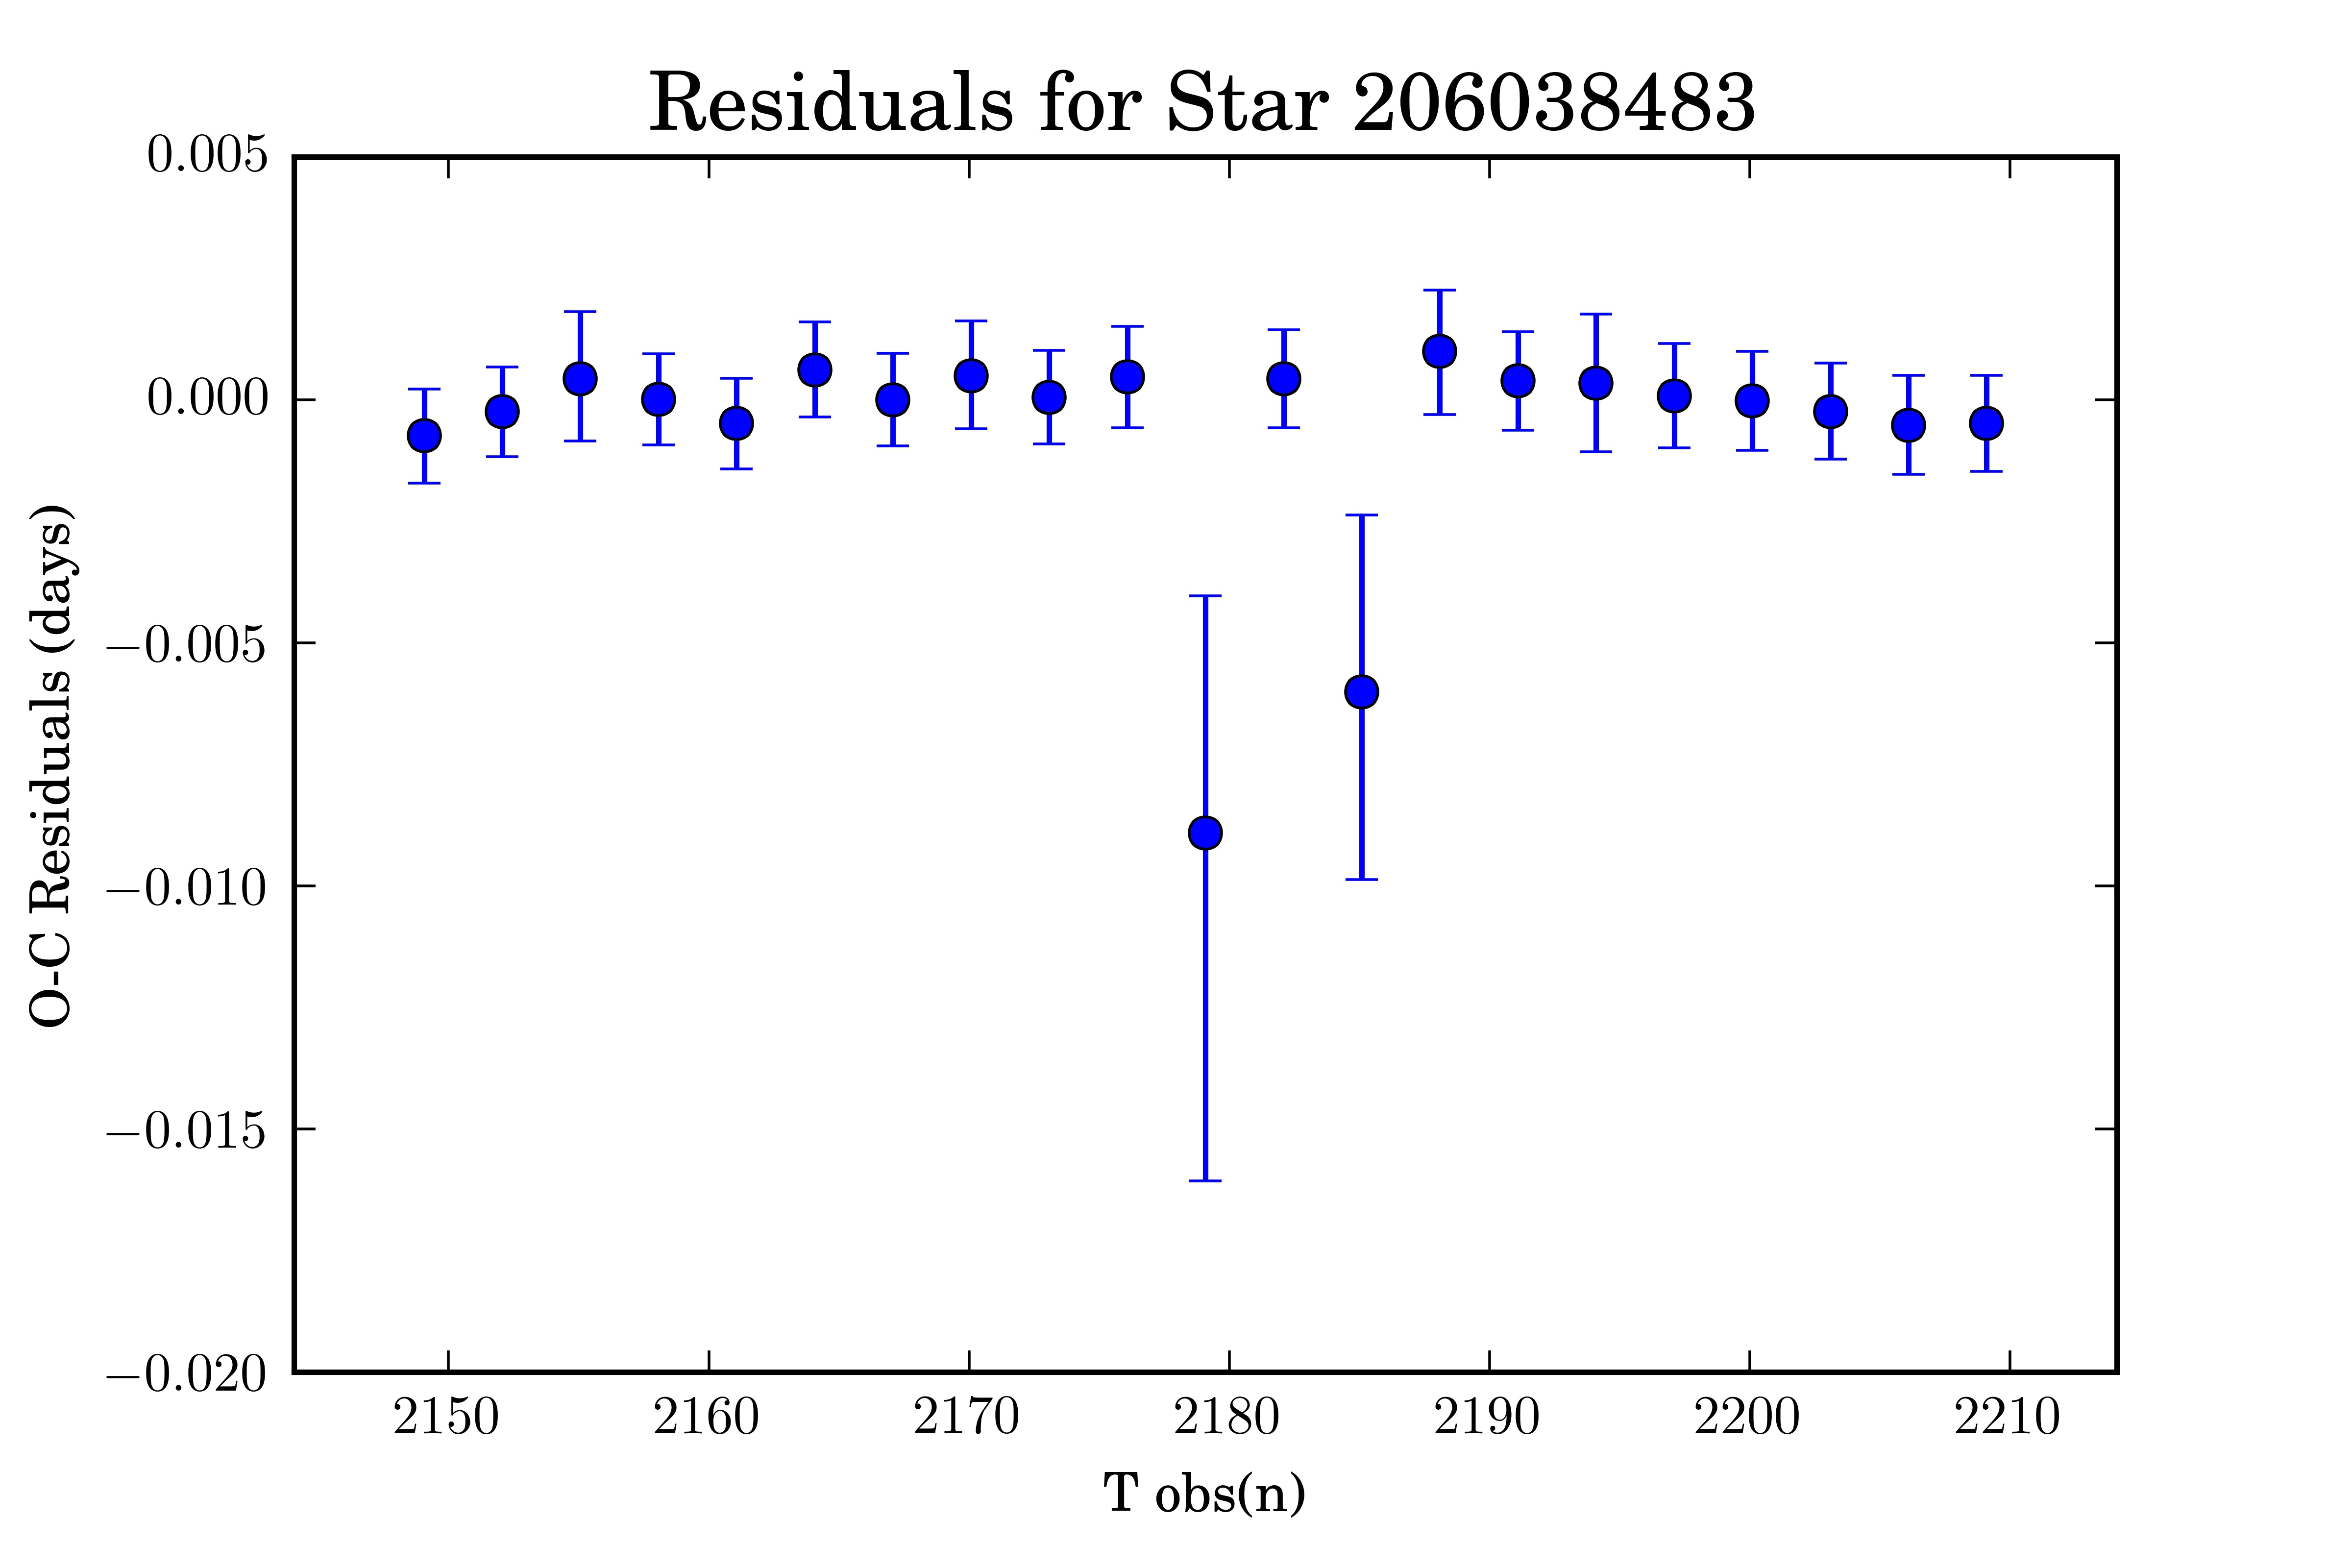 Residuals for Star 206038483
0.005
0.000
−0.005
−0.010
−0.015
−0.020
O-C Residuals (days)
2150 2160 2170 2180 2190 2200 2210
T obs(n)